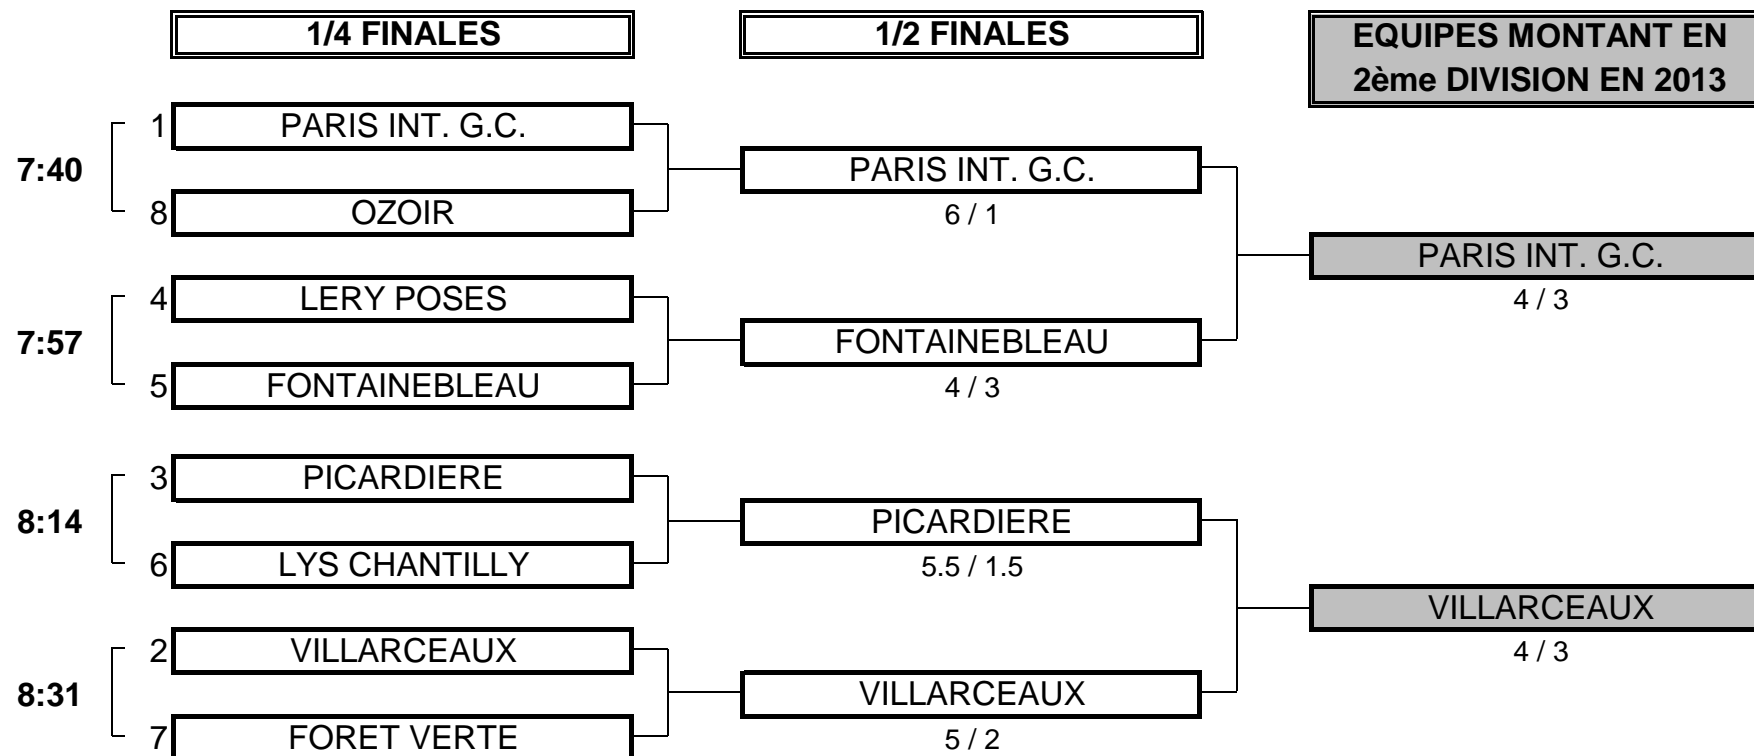 1/4 FINALES
1/2 FINALES
EQUIPES MONTANT EN
2ème DIVISION EN 2013
7:40
1 PARIS INT. G.C.
8 OZOIR
PARIS INT. G.C.
6 / 1
7:57
4 LERY POSES
5 FONTAINEBLEAU
FONTAINEBLEAU
4 / 3
PARIS INT. G.C.
4 / 3
8:14
3 PICARDIERE
6 LYS CHANTILLY
PICARDIERE
5.5 / 1.5
8:31
2 VILLARCEAUX
7 FORET VERTE
VILLARCEAUX
5 / 2
VILLARCEAUX
4 / 3